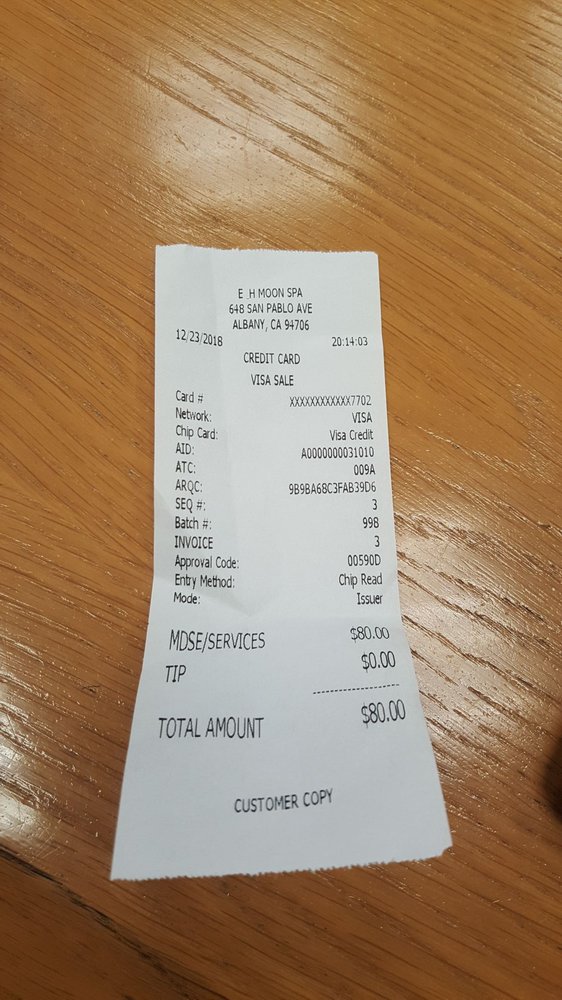 E H MOON SPA
648 SAN PABLO AVE
ALBANY, CA 94706
12/23/2018 20:14:03
CREDIT CARD
VISA SALE
Card # XXXXXXXXXXXX7702
Network: VISA
Chip Card: Visa Credit
AID: A0000000031010
ATC: 009A
ARQC: 9B9BA68C3FAB39D6
SEQ #: 3
Batch #: 998
INVOICE 3
Approval Code: 00590D
Entry Method: Chip Read
Mode: Issuer
MDSE/SERVICES $80.00
TIP $0.00
TOTAL AMOUNT $80.00
CUSTOMER COPY